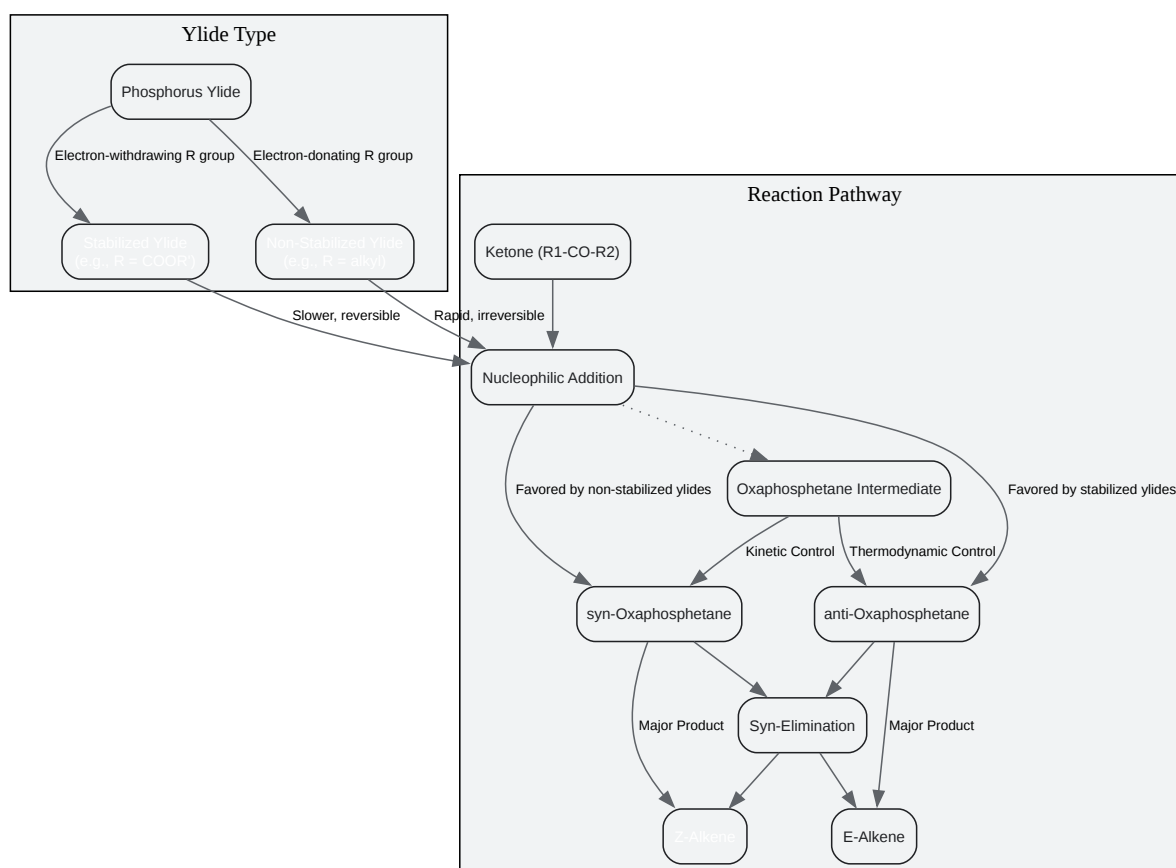 Ylide Type
Phosphorus Ylide
Electron-withdrawing R group
Electron-donating R group
Stabilized Ylide
(e.g., R = COOR')
Non-Stabilized Ylide
(e.g., R = alkyl)
Reaction Pathway
Ketone (R1-CO-R2)
Slower, reversible
Rapid, irreversible
Nucleophilic Addition
Favored by non-stabilized ylides
Oxaphosphetane Intermediate
Favored by stabilized ylides
Kinetic Control
Thermodynamic Control
syn-Oxaphosphetane
anti-Oxaphosphetane
Major Product
Syn-Elimination
Major Product
Z-Alkene
E-Alkene